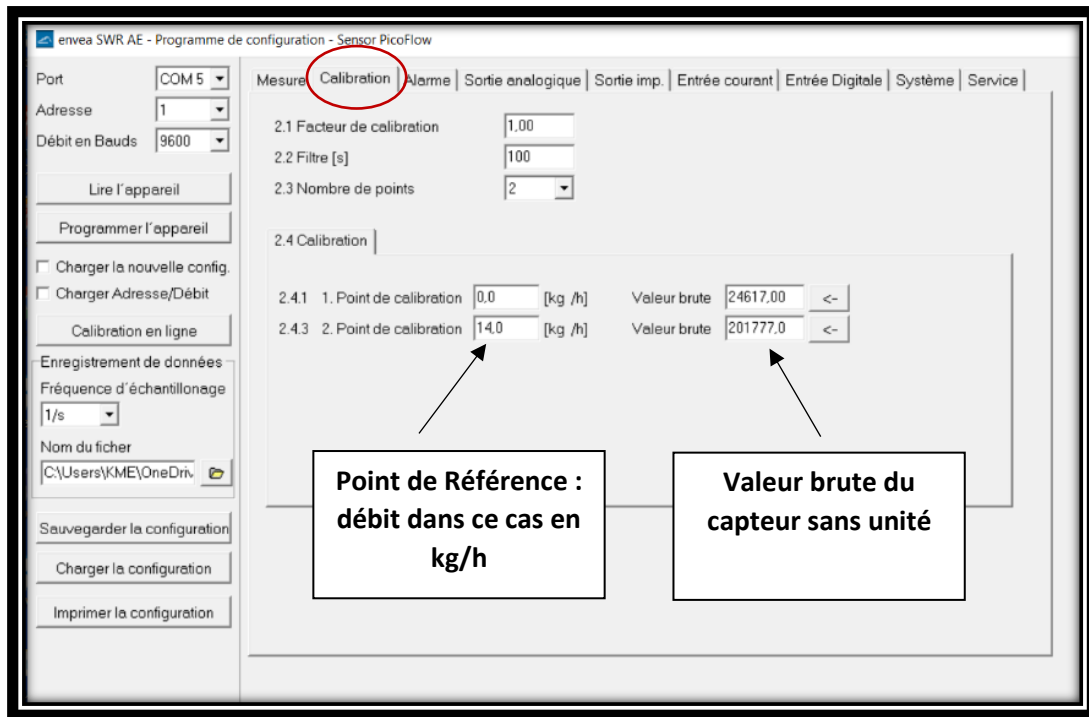 envea SWR AE - Programme de configuration - Sensor PicoFlow
Port
COM 5
Adresse
1
Débit en Bauds
9600
Lire l´appareil
Programmer l´appareil
Charger la nouvelle config.
Charger Adresse/Débit
Calibration en ligne
Enregistrement de données
Fréquence d´échantillonage
1/s
Nom du ficher
C:\Users\KME\OneDriv
Sauvegarder la configuration
Charger la configuration
Imprimer la configuration
Mesure Calibration Alarme Sortie analogique Sortie imp. Entrée courant Entrée Digitale Système Service
2.1 Facteur de calibration 1,00
2.2 Filtre [s] 100
2.3 Nombre de points 2
2.4 Calibration
2.4.1 1. Point de calibration 0,0 [kg /h] Valeur brute 24617,00 <-
2.4.3 2. Point de calibration 14,0 [kg /h] Valeur brute 201777,0 <-
Point de Référence :
débit dans ce cas en
kg/h
Valeur brute du
capteur sans unité